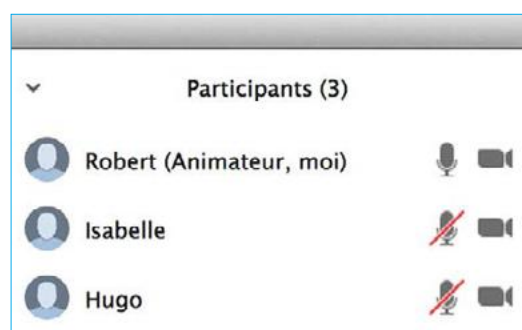 Participants (3)
Robert (Animateur, moi)
Isabelle
Hugo